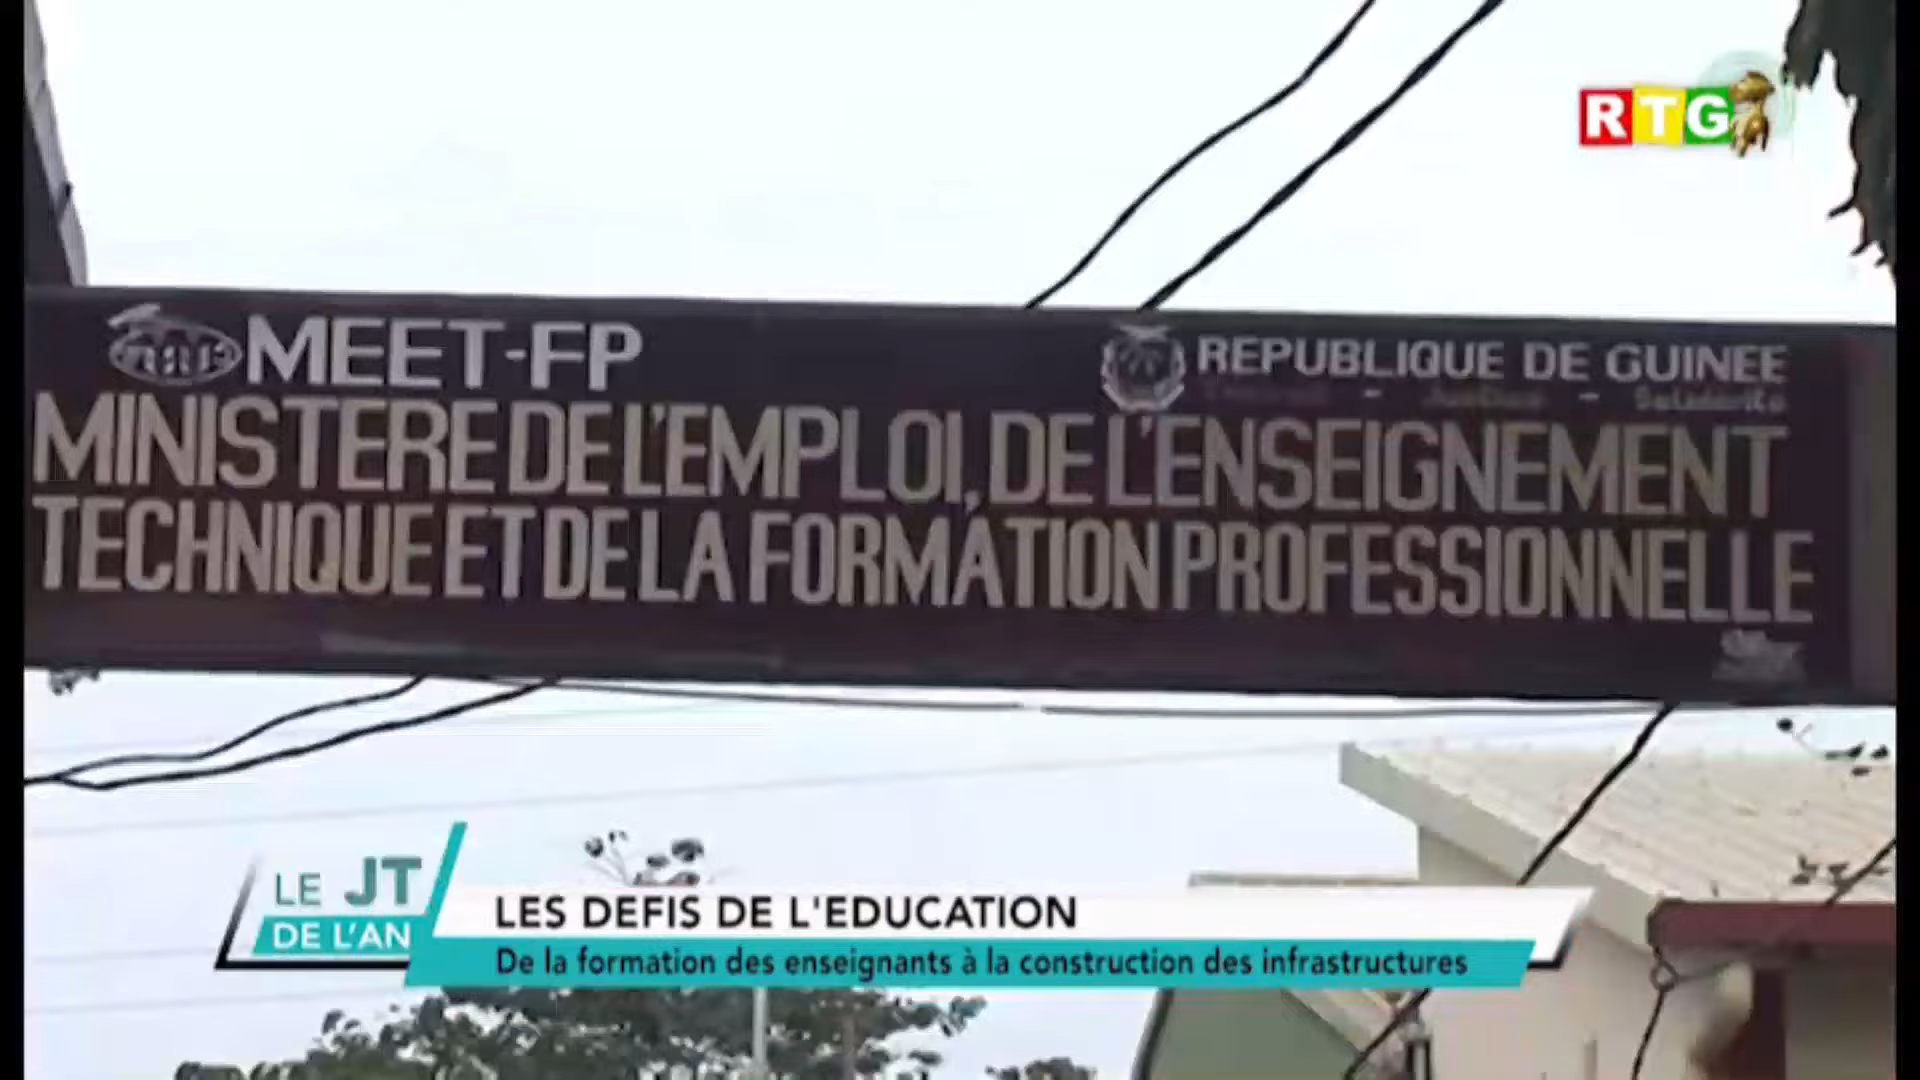 RTG
MEET-FP
REPUBLIQUE DE GUINEE
Solidarité
MINISTERE DE L'EMPLOI, DE L'ENSEIGNEMENT
TECHNIQUE ET DE LA FORMATION PROFESSIONNELLE
LE JT
DE L'AN
LES DEFIS DE L'EDUCATION
De la formation des enseignants à la construction des infrastructures